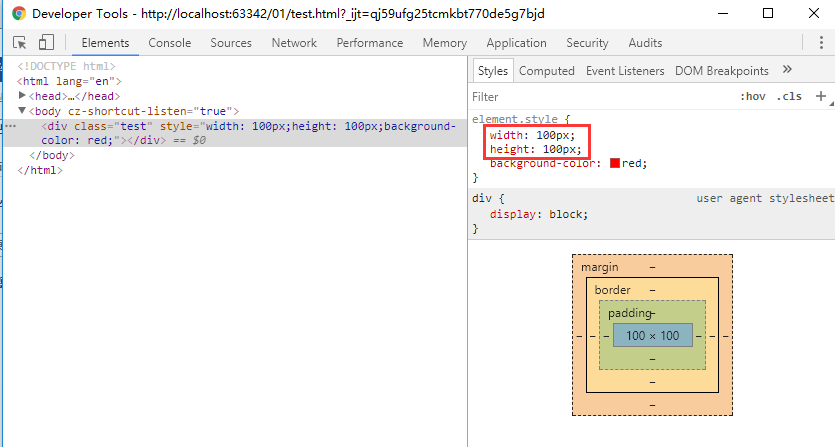 Developer Tools - http://localhost:63342/01/test.html?_ijt=qj59ufg25tcmkbt770de5g7bjd
Elements Console Sources Network Performance Memory Application Security Audits
<!DOCTYPE html>
<html lang="en">
<head>…</head>
<body cz-shortcut-listen="true">
<div class="test" style="width: 100px;height: 100px;background-
color: red;"></div> == $0
</body>
</html>
Styles Computed Event Listeners DOM Breakpoints »
Filter :hov .cls +
element.style {
width: 100px;
height: 100px;
background-color: red;
}
div { user agent stylesheet
display: block;
}
margin –
border –
padding–
– – – 100 × 100 – – –
–
–
–